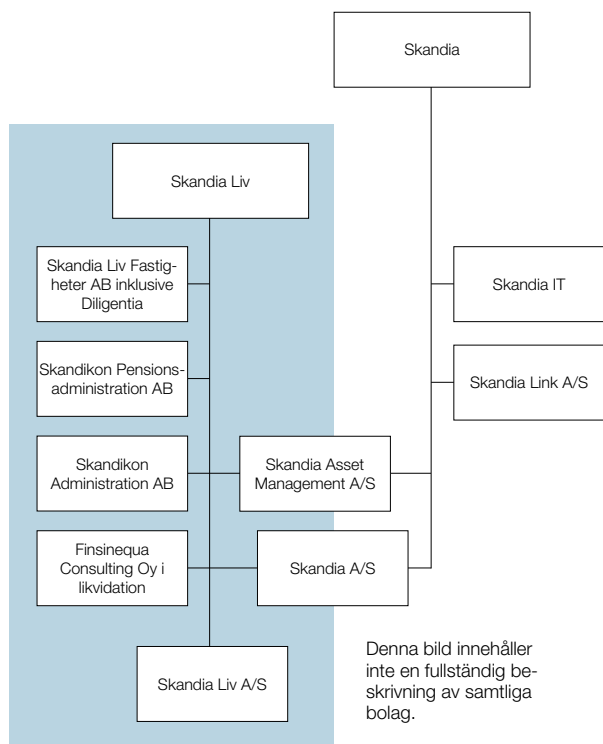 Skandia
Skandia Liv
Skandia Liv Fastig-
heter AB inklusive
Diligentia
Skandia IT
Skandikon Pensions-
administration AB
Skandia Link A/S
Skandikon
Administration AB
Skandia Asset
Management A/S
Finsinequa
Consulting Oy i
likvidation
Skandia A/S
Skandia Liv A/S
Denna bild innehåller
inte en fullständig be-
skrivning av samtliga
bolag.